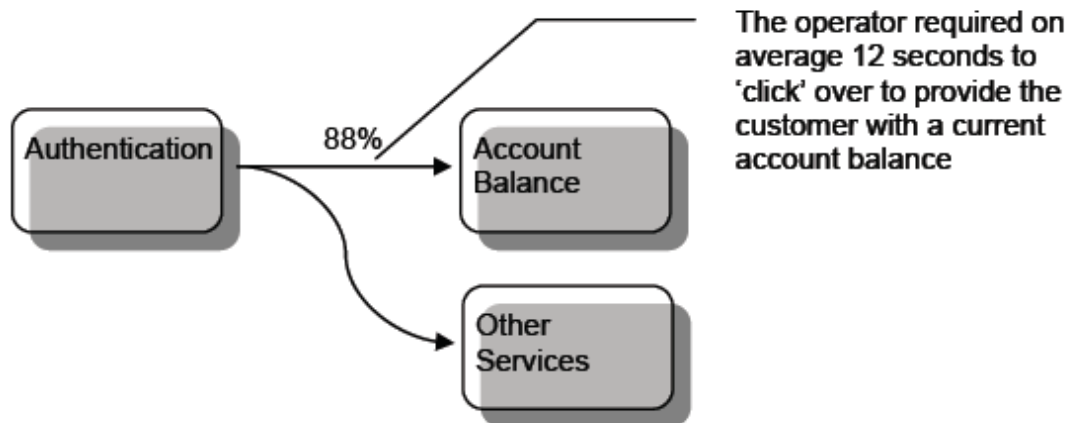 The operator required on
average 12 seconds to
‘click’ over to provide the
customer with a current
account balance
Authentication
88%
Account
Balance
Other
Services